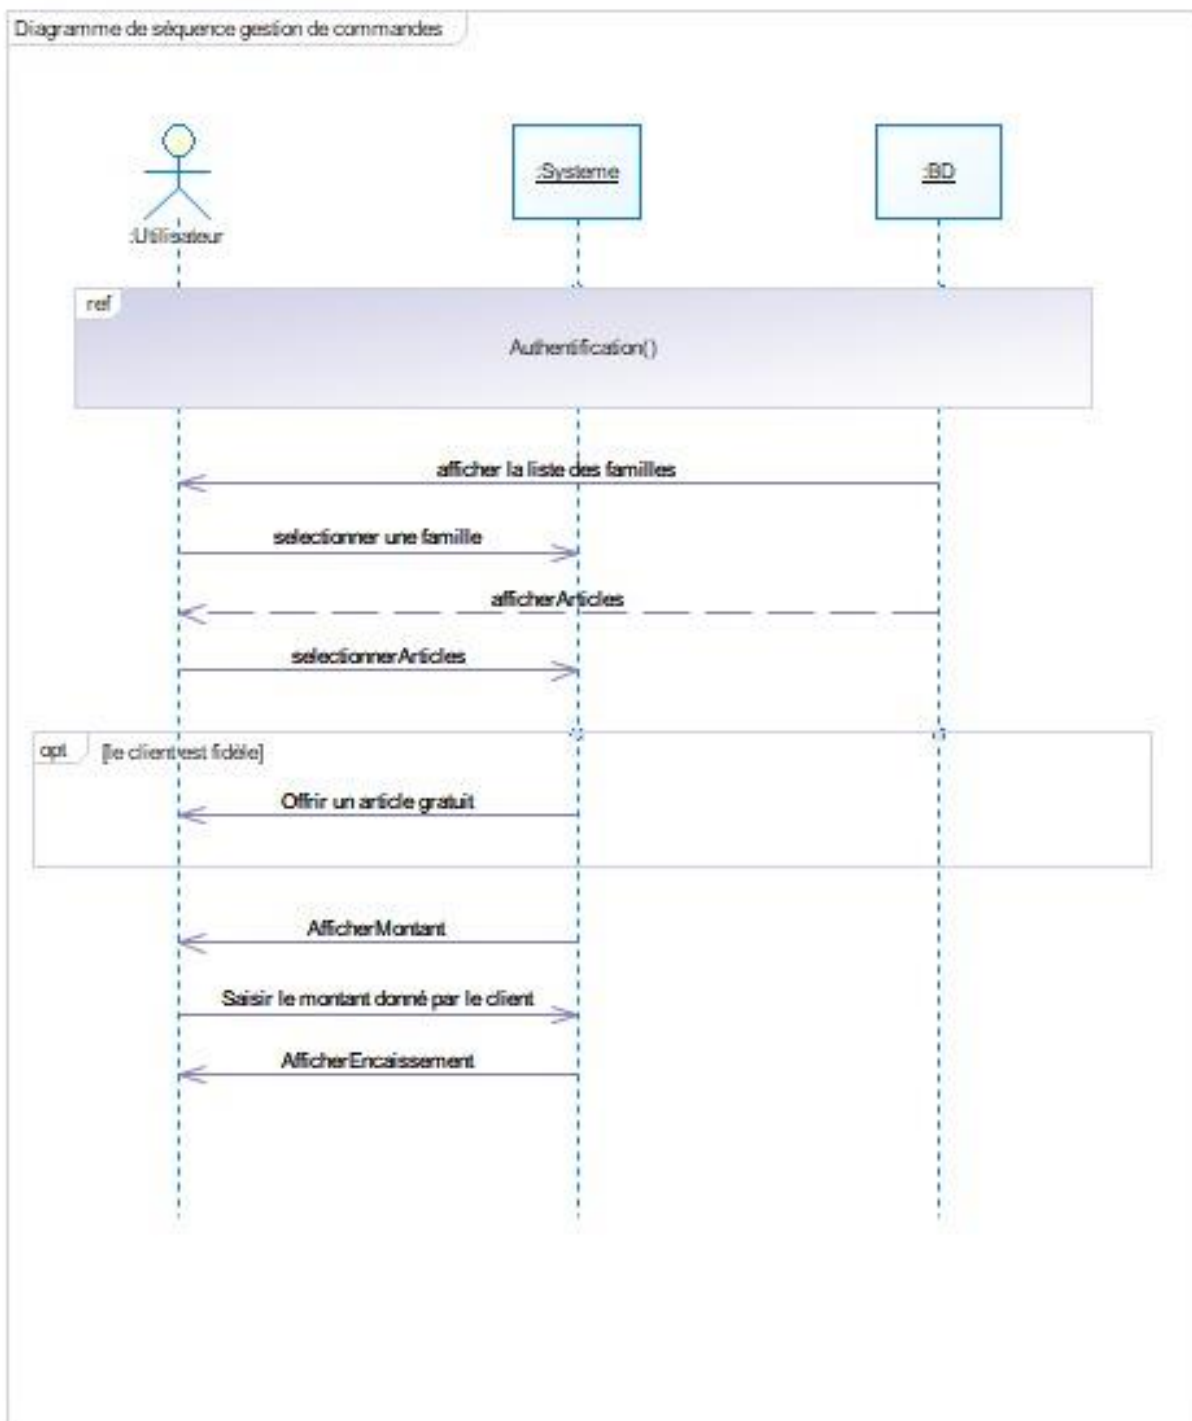 Diagramme de séquence gestion de commandes
:Utilisateur
:Systeme
:BD
ref
Authentification()
afficher la liste des familles
selectionner une famille
afficherArticles
selectionnerArticles
opt
[le client est fidèle]
Offrir un article gratuit
AfficherMontant
Saisir le montant donné par le client
AfficherEncaissement